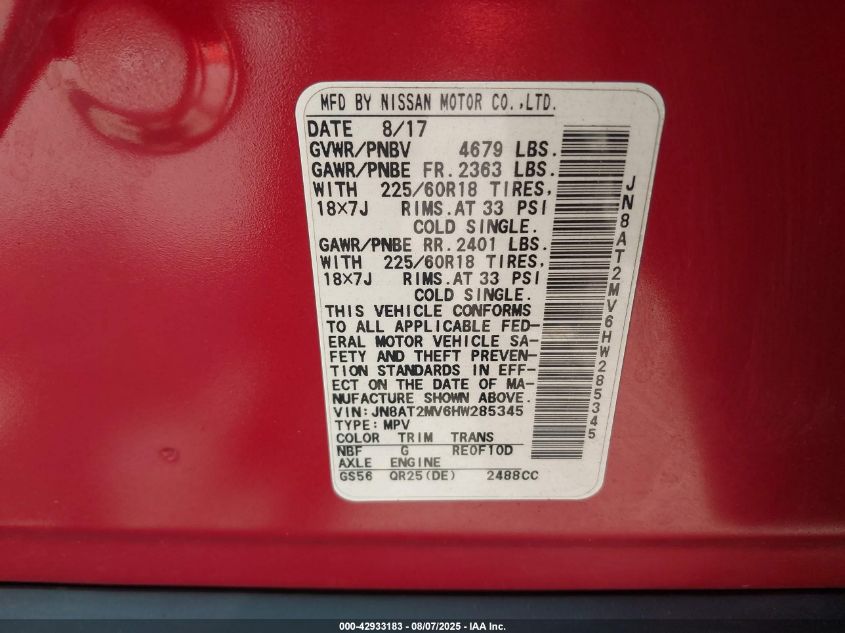 MFD BY NISSAN MOTOR CO.,LTD.
DATE 8/17
GVWR/PNBV 4679 LBS.
GAWR/PNBE FR. 2363 LBS.
WITH 225/60R18 TIRES,
18×7J RIMS.AT 33 PSI
COLD SINGLE.
GAWR/PNBE RR. 2401 LBS.
WITH 225/60R18 TIRES,
18×7J RIMS.AT 33 PSI
COLD SINGLE.
THIS VEHICLE CONFORMS
TO ALL APPLICABLE FED-
ERAL MOTOR VEHICLE SA-
FETY AND THEFT PREVEN-
TION STANDARDS IN EFF-
ECT ON THE DATE OF MA-
NUFACTURE SHOWN ABOVE.
VIN:JN8AT2MV6HW285345
TYPE:MPV
COLOR TRIM TRANS
NBF G RE0F10D
AXLE ENGINE
GS56 QR25(DE) 2488CC
JN8AT2MV6HW285345
000-42933183 - 08/07/2025 - IAA Inc.